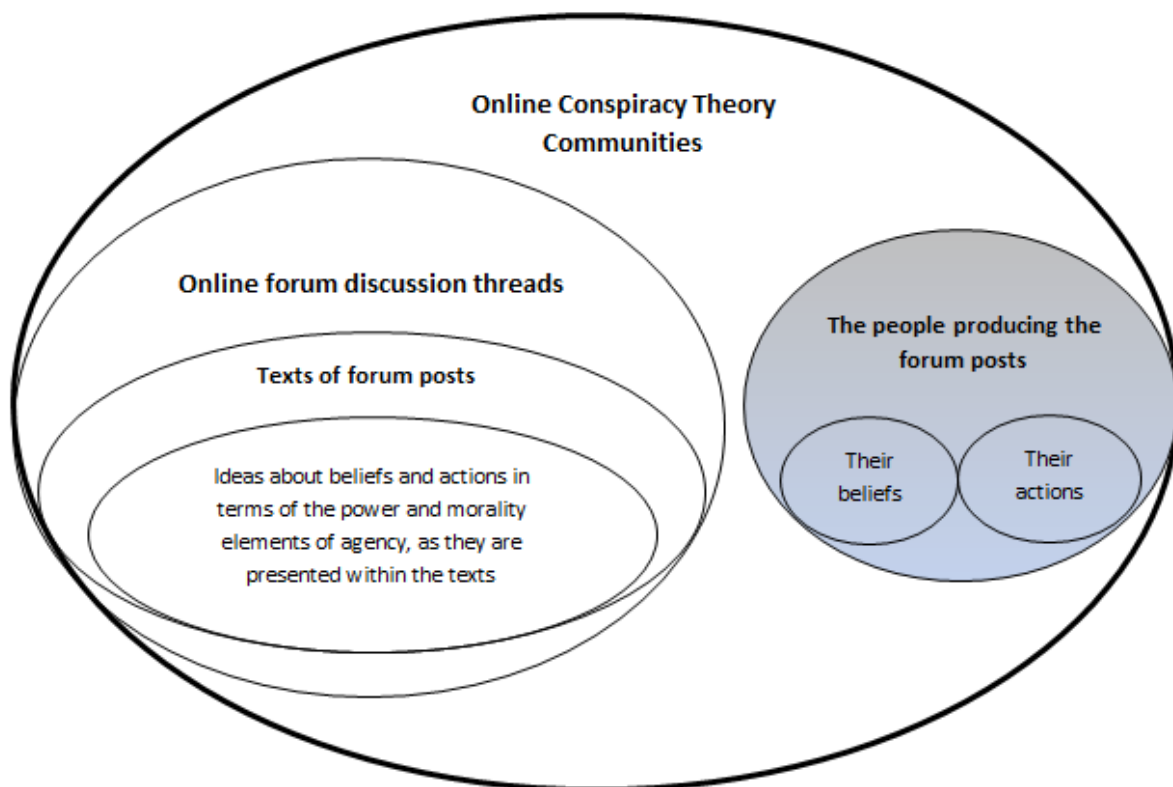 Online Conspiracy Theory
Communities
Online forum discussion threads
Texts of forum posts
Ideas about beliefs and actions in
terms of the power and morality
elements of agency, as they are
presented within the texts
The people producing the
forum posts
Their
beliefs
Their
actions